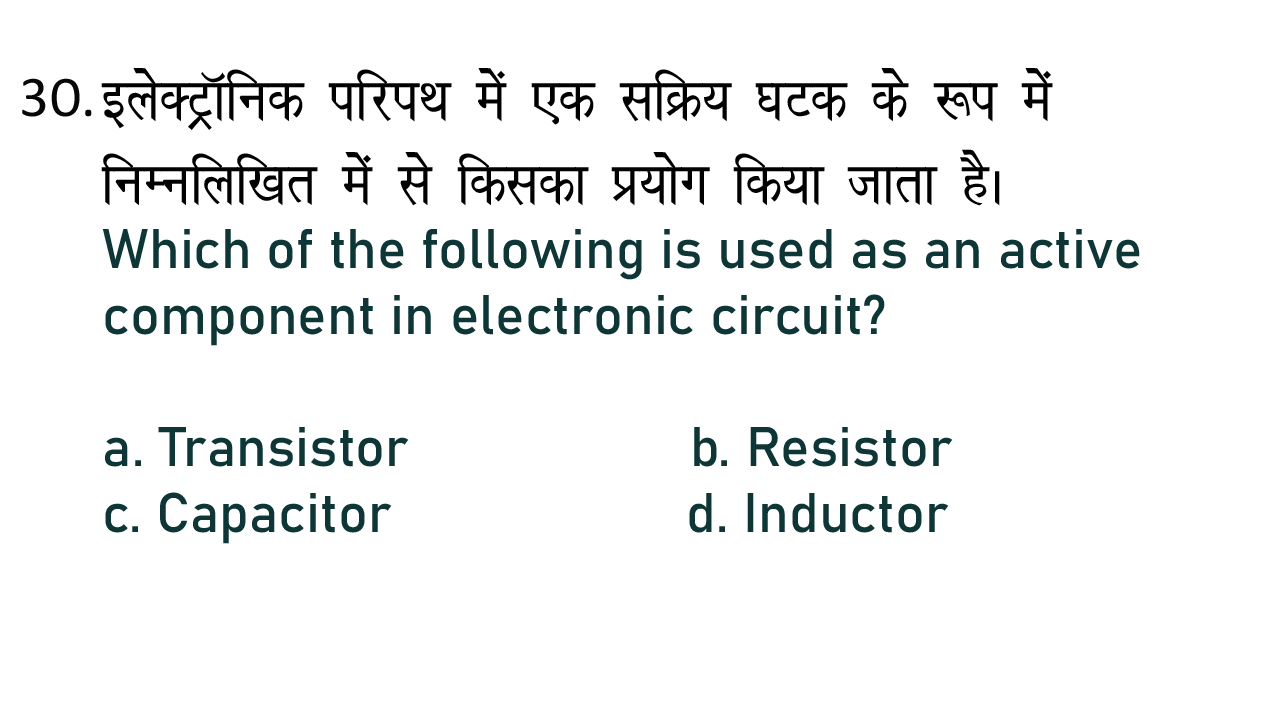 30. इलेक्ट्रॉनिक परिपथ में एक सक्रिय घटक के रूप में
निम्नलिखित में से किसका प्रयोग किया जाता है।
Which of the following is used as an active
component in electronic circuit?
a. Transistor b. Resistor
c. Capacitor d. Inductor